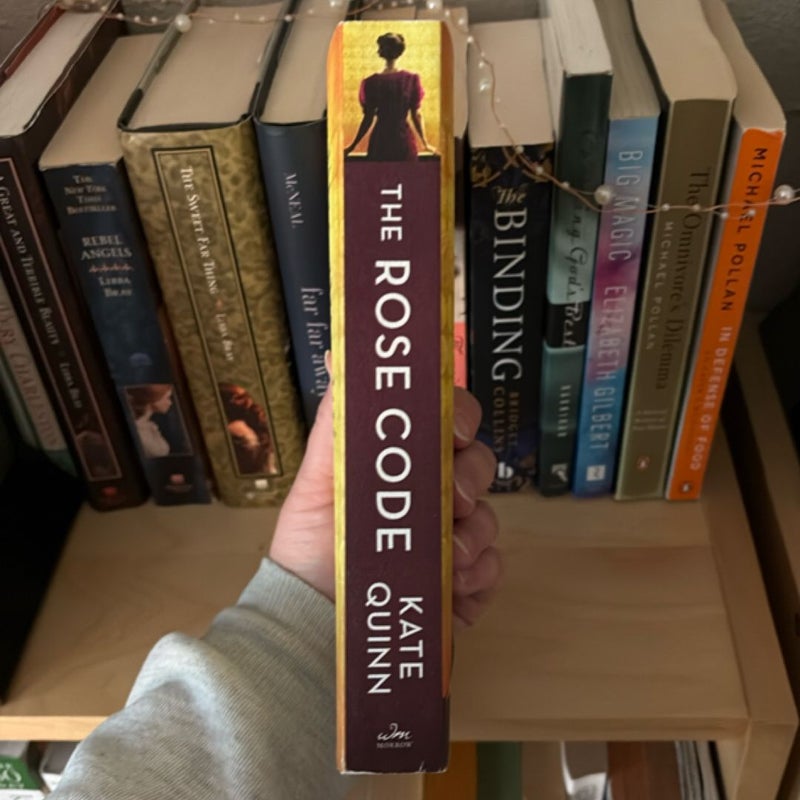 THE ROSE CODE
KATE
QUINN
wm
MORROW
A GREAT AND TERRIBLE BEAUTY
LIBBA BRAY
THE
NEW YORK
TIMES
BESTSELLER
REBEL
ANGELS
LIBBA
BRAY
THE SWEET FAR THING
LIBBA BRAY
McNEAL
far far away
The
BINDING
BRIDGET
COLLINS
BIG MAGIC
ELIZABETH GILBERT
The Omnivore's Dilemma
MICHAEL POLLAN
MICHAEL POLLAN
IN DEFENSE OF FOOD